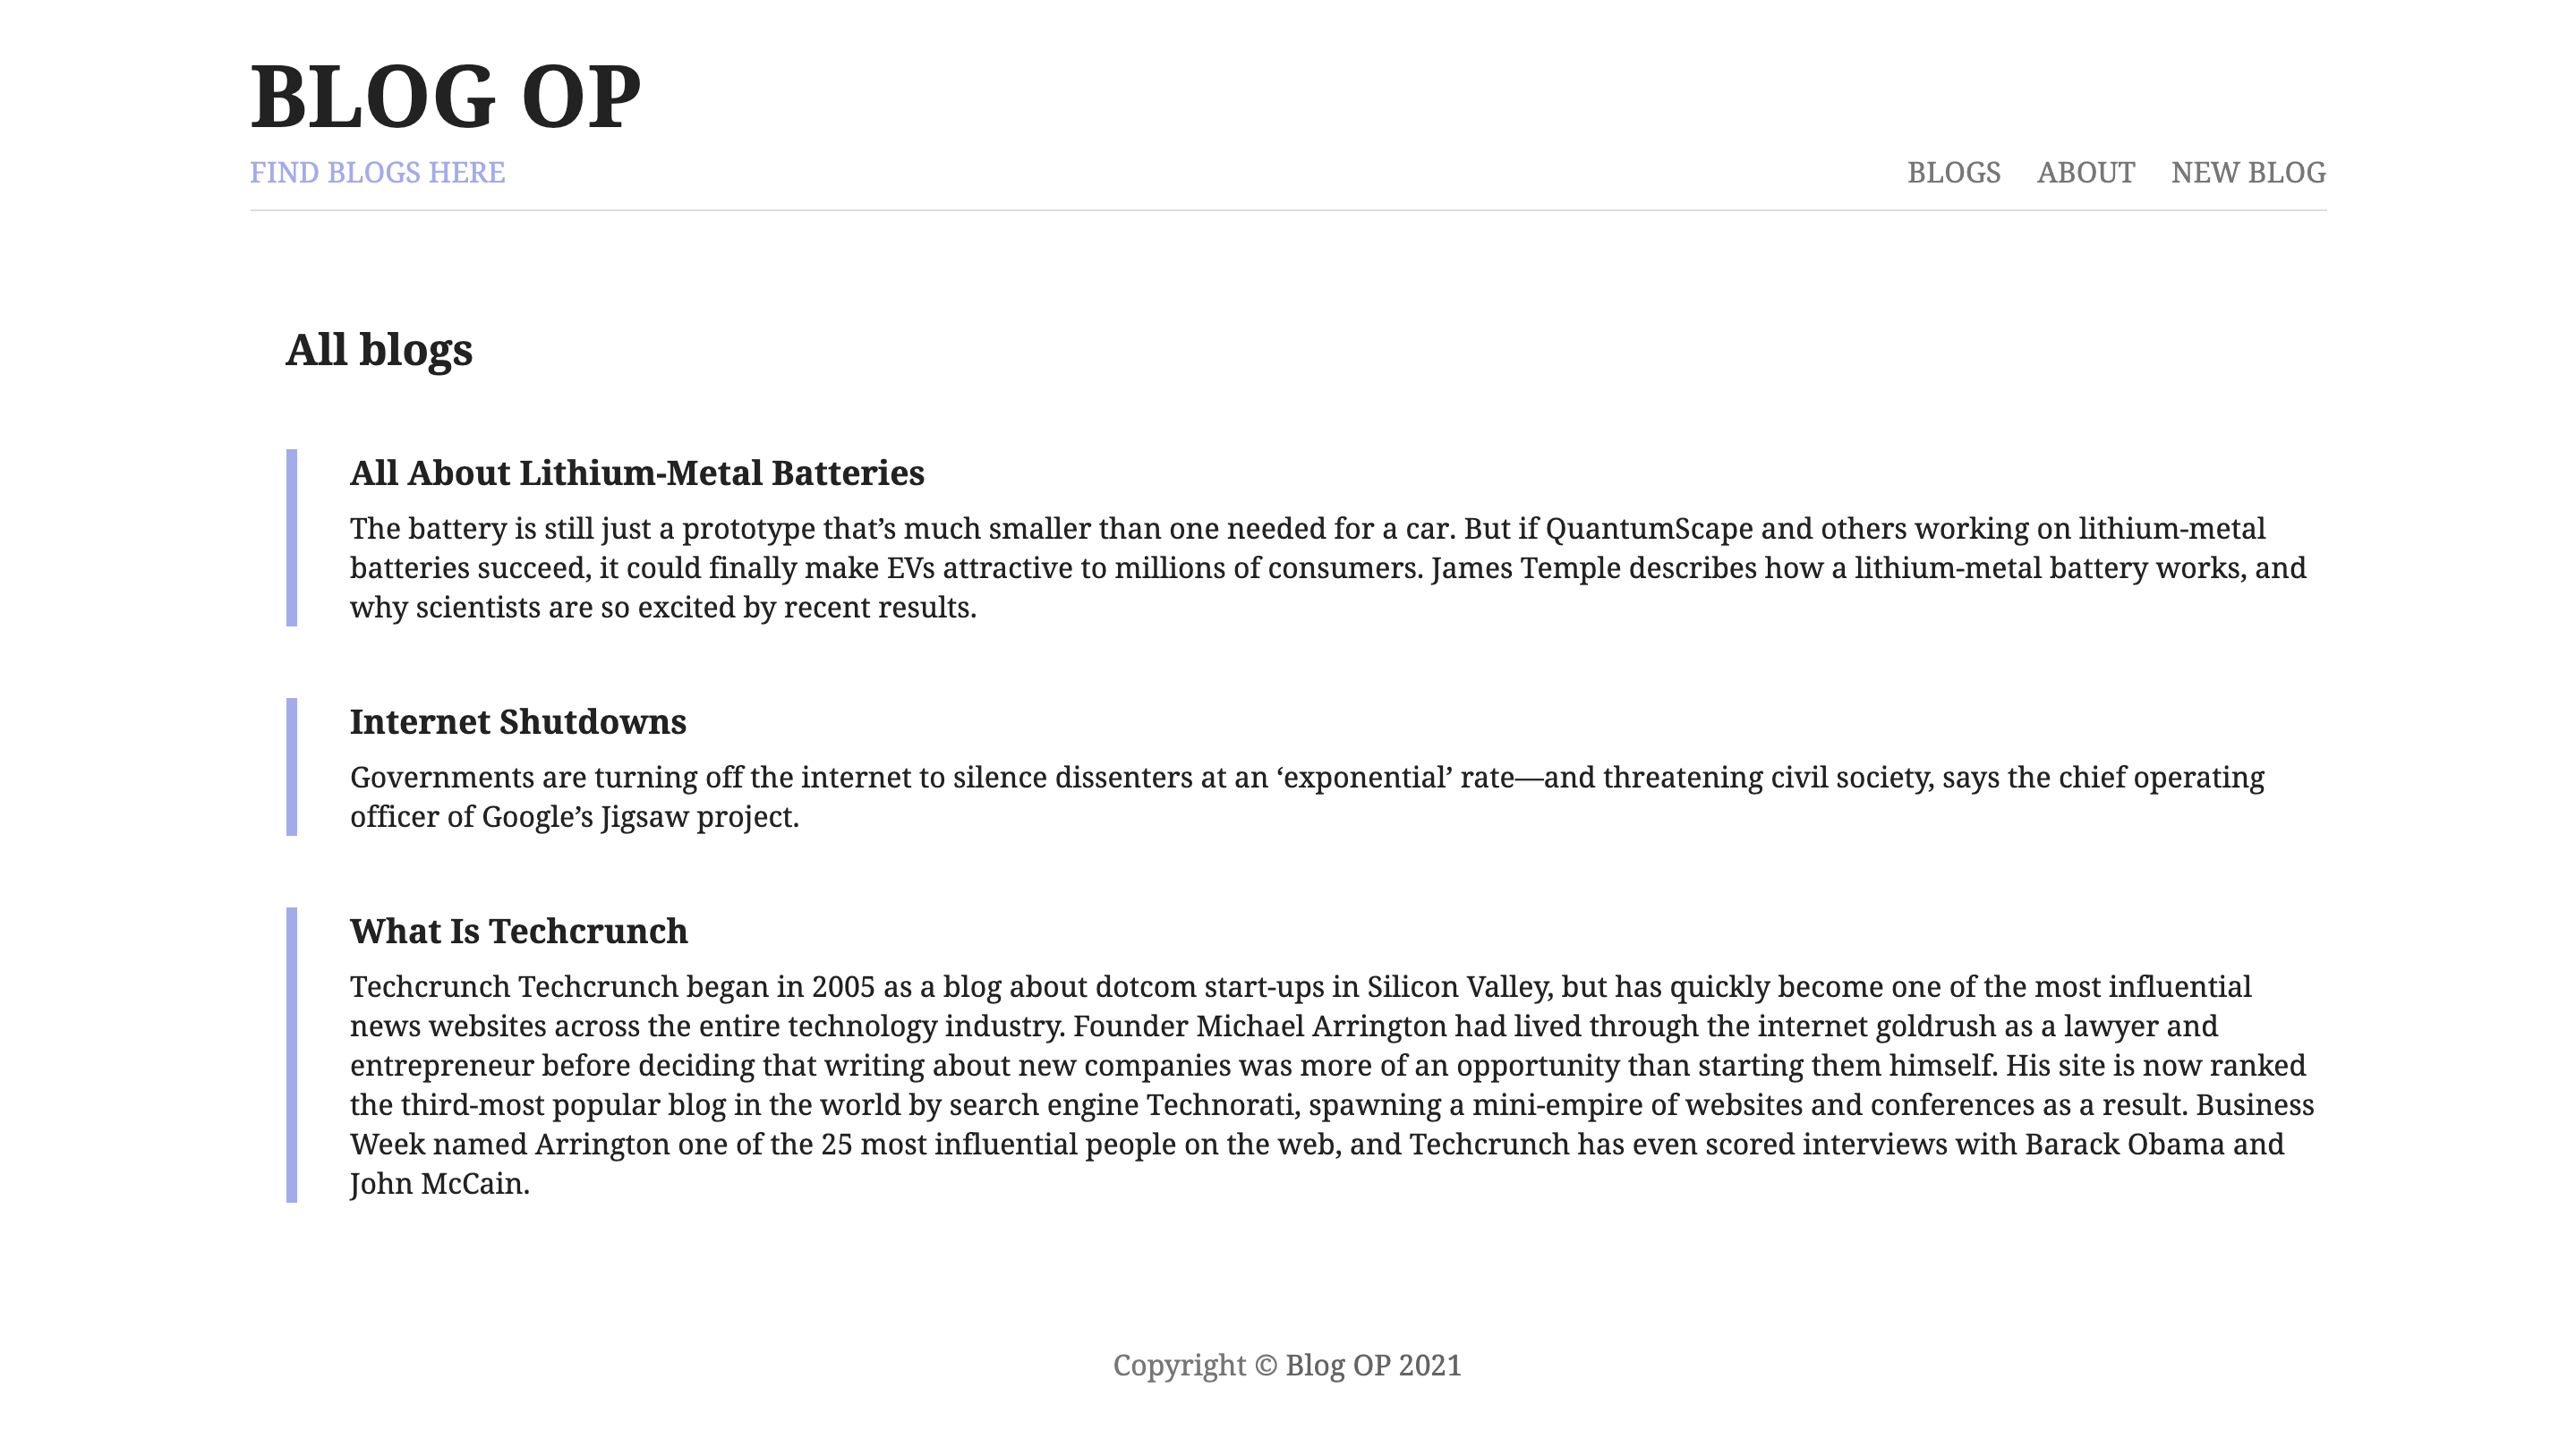 BLOG OP
FIND BLOGS HERE
BLOGS ABOUT NEW BLOG
All blogs
All About Lithium-Metal Batteries
The battery is still just a prototype that’s much smaller than one needed for a car. But if QuantumScape and others working on lithium-metal
batteries succeed, it could finally make EVs attractive to millions of consumers. James Temple describes how a lithium-metal battery works, and
why scientists are so excited by recent results.
Internet Shutdowns
Governments are turning off the internet to silence dissenters at an ‘exponential’ rate—and threatening civil society, says the chief operating
officer of Google’s Jigsaw project.
What Is Techcrunch
Techcrunch Techcrunch began in 2005 as a blog about dotcom start-ups in Silicon Valley, but has quickly become one of the most influential
news websites across the entire technology industry. Founder Michael Arrington had lived through the internet goldrush as a lawyer and
entrepreneur before deciding that writing about new companies was more of an opportunity than starting them himself. His site is now ranked
the third-most popular blog in the world by search engine Technorati, spawning a mini-empire of websites and conferences as a result. Business
Week named Arrington one of the 25 most influential people on the web, and Techcrunch has even scored interviews with Barack Obama and
John McCain.
Copyright © Blog OP 2021